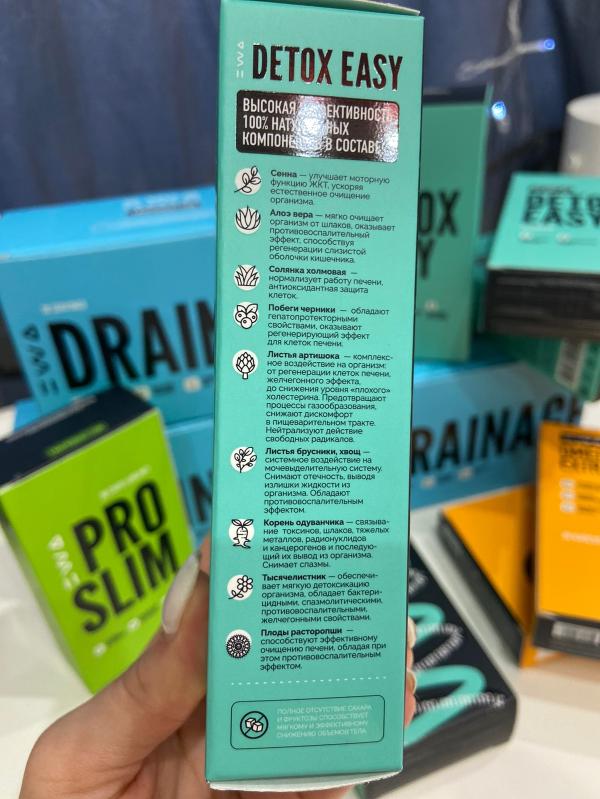 EWA
DETOX EASY
ВЫСОКАЯ ЭФФЕКТИВНОСТЬ
100% НАТУРАЛЬНЫХ
КОМПОНЕНТОВ В СОСТАВЕ
Сенна — улучшает моторную
функцию ЖКТ, ускоряя
естественное очищение
организма.
Алоэ вера — мягко очищает
организм от шлаков, оказывает
противовоспалительный
эффект, способствуя
регенерации слизистой
оболочки кишечника.
Солянка холмовая —
нормализует работу печени,
антиоксидантная защита
клеток.
Побеги черники — обладают
гепатопротекторными
свойствами, оказывают
регенерирующий эффект
для клеток печени.
Листья артишока — комплекс-
ное воздействие на организм:
от регенерации клеток печени,
желчегонного эффекта,
до снижения уровня «плохого»
холестерина. Предотвращают
процессы газообразования,
снижают дискомфорт
в пищеварительном тракте.
Нейтрализуют действие
свободных радикалов.
Листья брусники, хвощ —
системное воздействие на
мочевыделительную систему.
Снимают отечность, выводя
излишки жидкости из
организма. Обладают
противовоспалительным
эффектом.
Корень одуванчика — связыва-
ние токсинов, шлаков, тяжелых
металлов, радионуклидов
и канцерогенов и последую-
щий их вывод из организма.
Снимает спазмы.
Тысячелистник — обеспечи-
вает мягкую детоксикацию
организма, обладает бактери-
цидными, спазмолитическими,
противовоспалительными,
желчегонными свойствами.
Плоды расторопши —
способствуют эффективному
очищению печени, обладая при
этом противовоспалительным
эффектом.
ПОЛНОЕ ОТСУТСТВИЕ САХАРА
И ФРУКТОЗЫ СПОСОБСТВУЕТ
МЯГКОМУ И ЭФФЕКТИВНОМУ
СНИЖЕНИЮ ОБЪЕМОВ ТЕЛА
EWA
DRAIN
EWA
PRO
SLIM
DETOX
EASY
RAINAGE